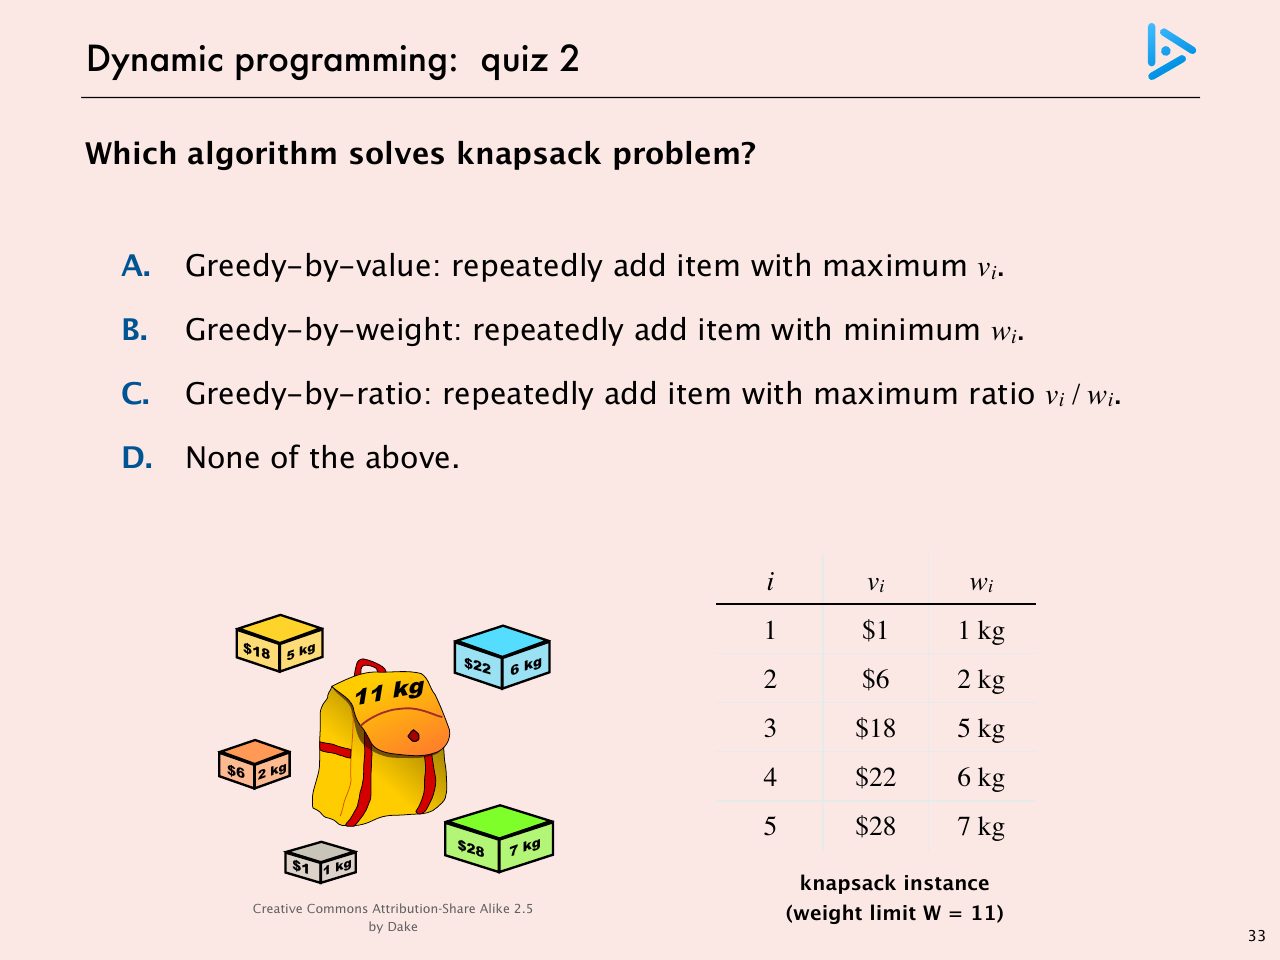 Dynamic programming: quiz 2
Which algorithm solves knapsack problem?
A. Greedy-by-value: repeatedly add item with maximum vi.
B. Greedy-by-weight: repeatedly add item with minimum wi.
C. Greedy-by-ratio: repeatedly add item with maximum ratio vi / wi.
D. None of the above.
$18 5 kg
$22 6 kg
11 kg
$6 2 kg
$28 7 kg
$1 1 kg
Creative Commons Attribution-Share Alike 2.5
by Dake
i vi wi
1 $1 1 kg
2 $6 2 kg
3 $18 5 kg
4 $22 6 kg
5 $28 7 kg
knapsack instance
(weight limit W = 11)
33